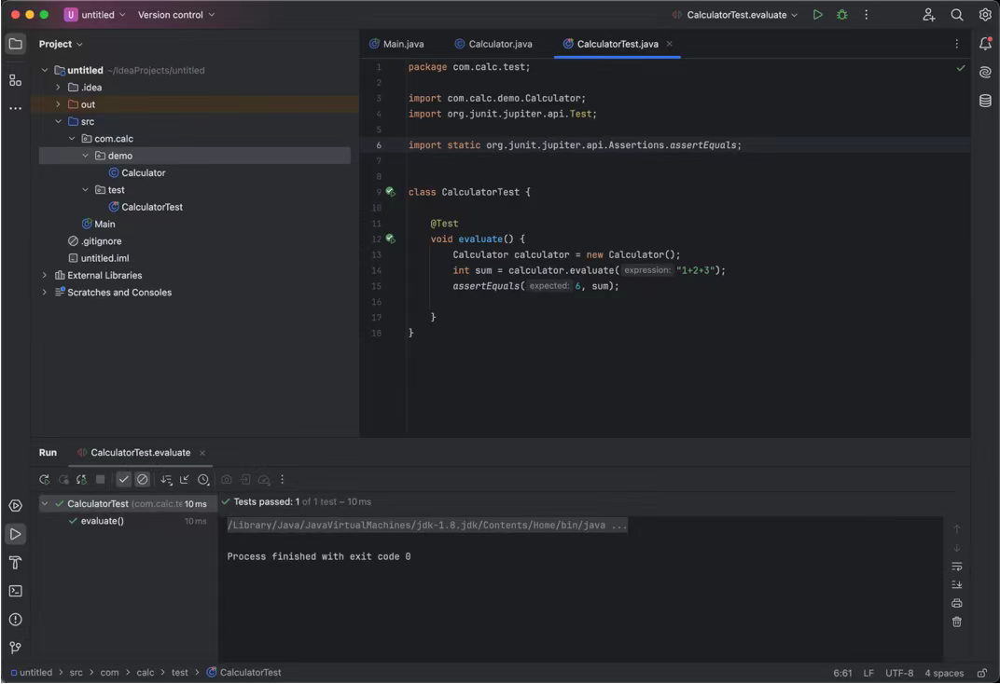 U untitled Version control CalculatorTest.evaluate
Project
untitled ~/IdeaProjects/untitled
.idea
out
src
com.calc
demo
Calculator
test
CalculatorTest
Main
.gitignore
untitled.iml
External Libraries
Scratches and Consoles
Main.java Calculator.java CalculatorTest.java
1 package com.calc.test;
2
3 import com.calc.demo.Calculator;
4 import org.junit.jupiter.api.Test;
5
6 import static org.junit.jupiter.api.Assertions.assertEquals;
7
8
9 class CalculatorTest {
10
11 @Test
12 void evaluate() {
13 Calculator calculator = new Calculator();
14 int sum = calculator.evaluate( expression: "1+2+3");
15 assertEquals( expected: 6, sum);
16
17 }
18 }
Run CalculatorTest.evaluate
CalculatorTest (com.calc.te 10 ms
evaluate() 10 ms
Tests passed: 1 of 1 test – 10 ms
/Library/Java/JavaVirtualMachines/jdk-1.8.jdk/Contents/Home/bin/java ...
Process finished with exit code 0
untitled > src > com > calc > test > CalculatorTest
6:61 LF UTF-8 4 spaces